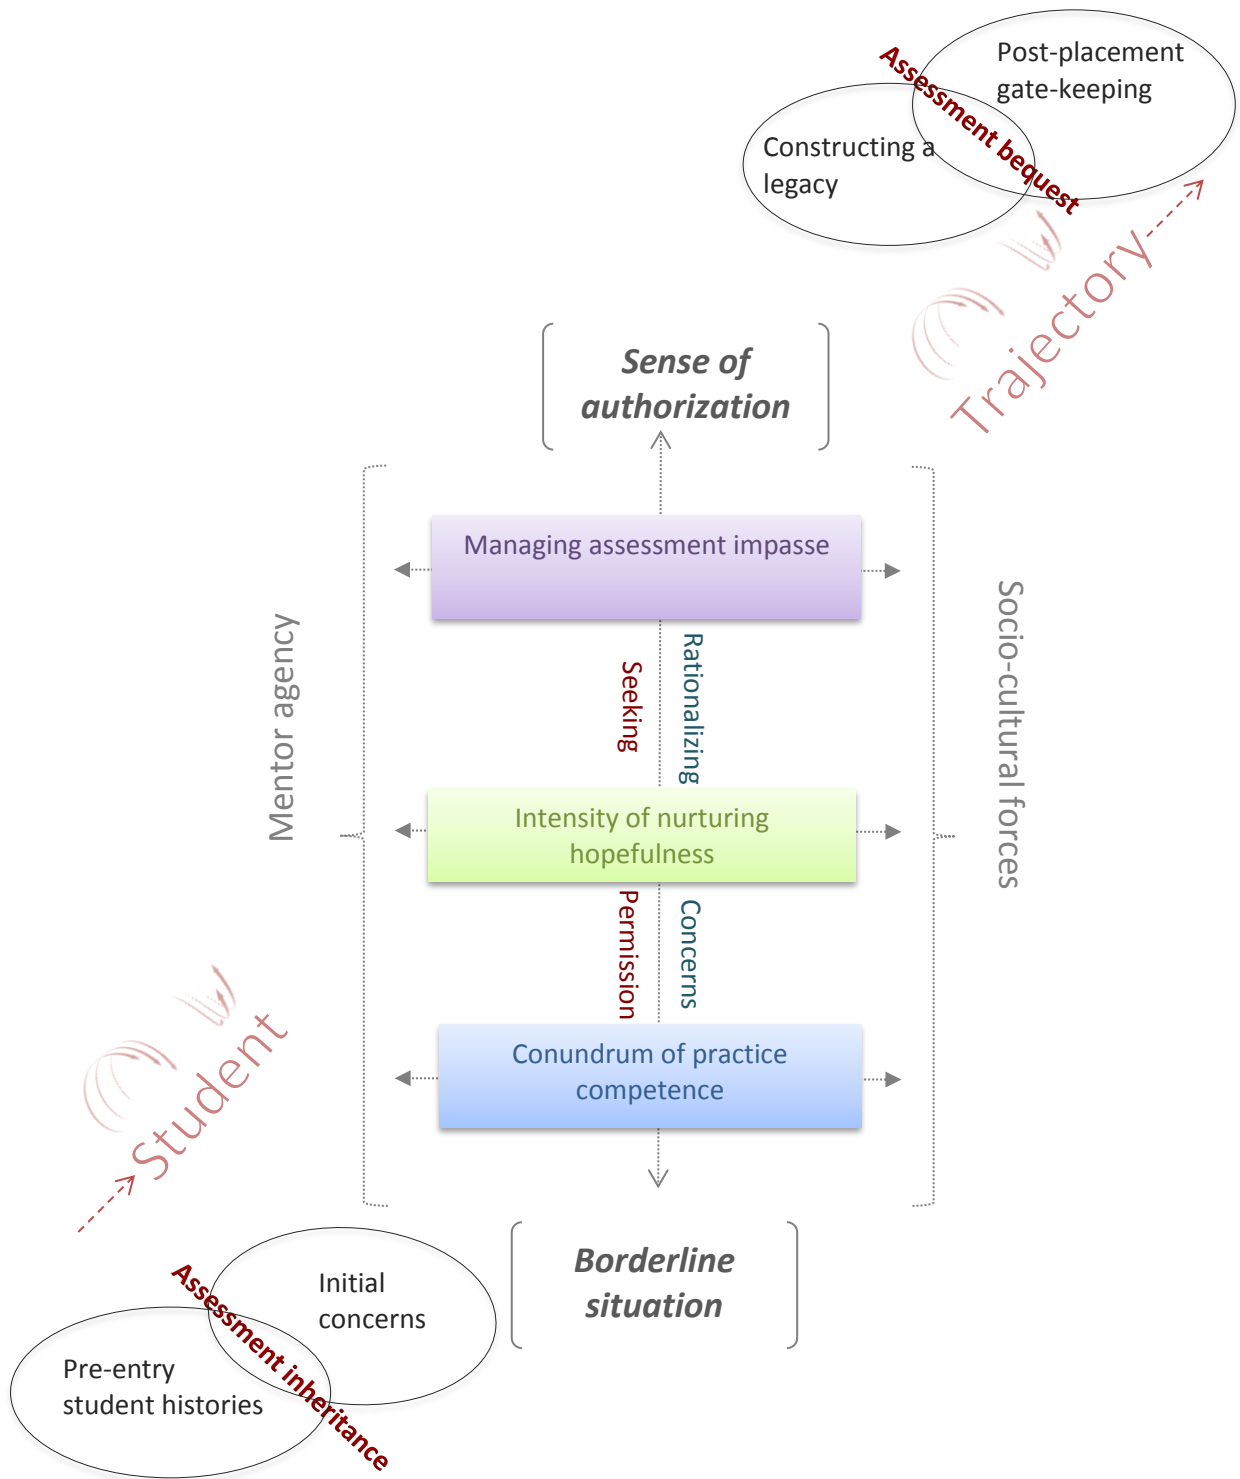 Post-placement
gate-keeping
Assessment bequest
Constructing a
legacy
Trajectory
Sense of
authorization
Managing assessment impasse
Mentor agency
Socio-cultural forces
Seeking
Rationalizing
Intensity of nurturing
hopefulness
Permission
Concerns
Conundrum of practice
competence
Student
Borderline
situation
Initial
concerns
Assessment inheritance
Pre-entry
student histories